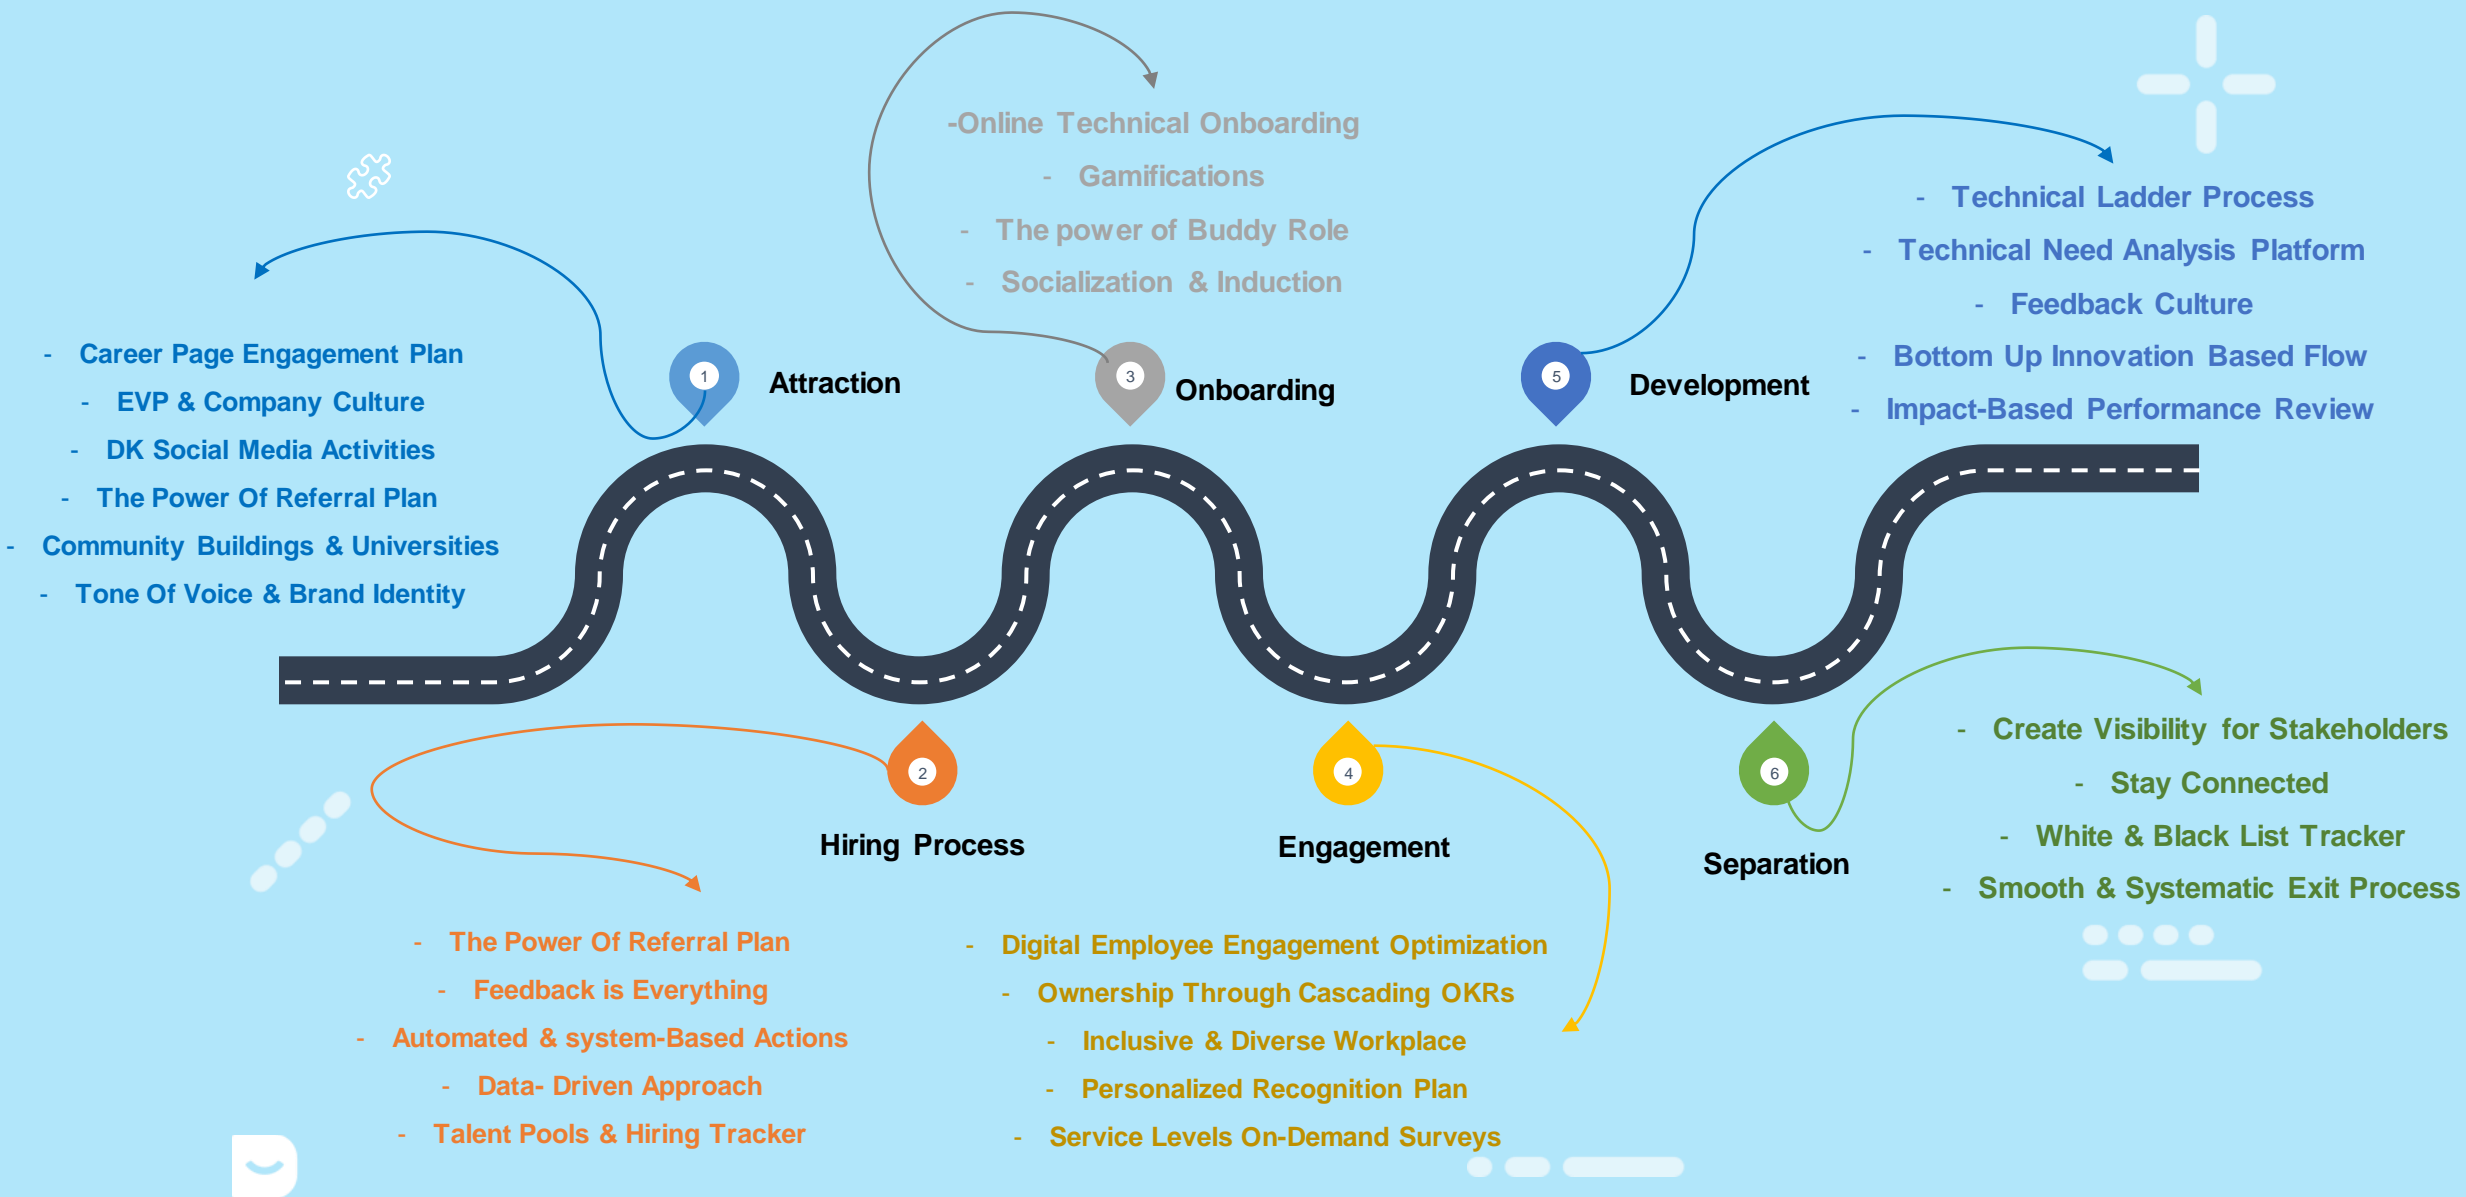 1
Attraction
- Career Page Engagement Plan
- EVP & Company Culture
- DK Social Media Activities
- The Power Of Referral Plan
- Community Buildings & Universities
- Tone Of Voice & Brand Identity
2
Hiring Process
- The Power Of Referral Plan
- Feedback is Everything
- Automated & system-Based Actions
- Data- Driven Approach
- Talent Pools & Hiring Tracker
3
Onboarding
-Online Technical Onboarding
- Gamifications
- The power of Buddy Role
- Socialization & Induction
4
Engagement
- Digital Employee Engagement Optimization
- Ownership Through Cascading OKRs
- Inclusive & Diverse Workplace
- Personalized Recognition Plan
- Service Levels On-Demand Surveys
5
Development
- Technical Ladder Process
- Technical Need Analysis Platform
- Feedback Culture
- Bottom Up Innovation Based Flow
- Impact-Based Performance Review
6
Separation
- Create Visibility for Stakeholders
- Stay Connected
- White & Black List Tracker
- Smooth & Systematic Exit Process